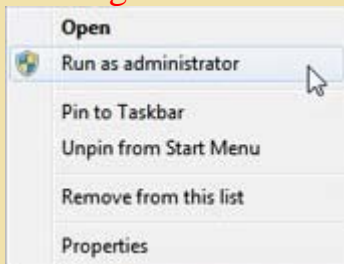 Open
Run as administrator
Pin to Taskbar
Unpin from Start Menu
Remove from this list
Properties